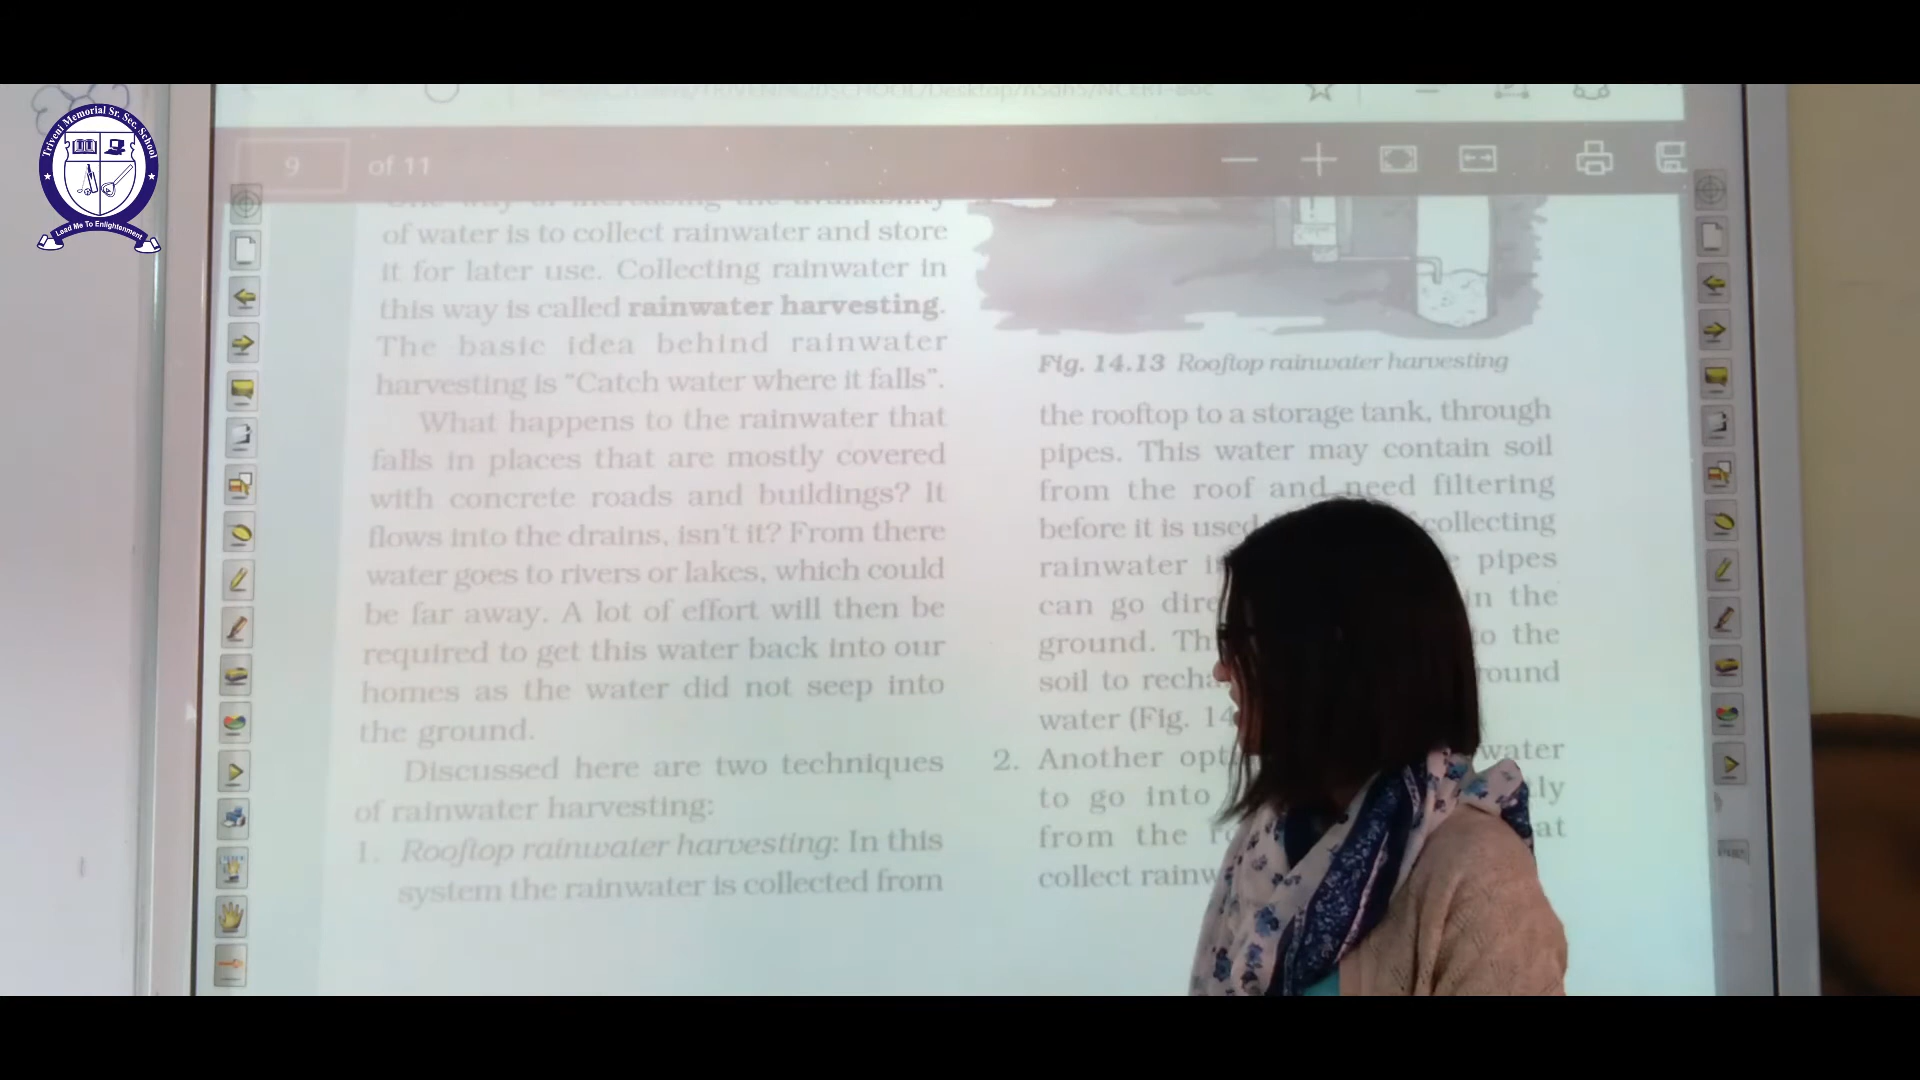 Triveni Memorial Sr. Sec. School
Lead Me To Enlightenment
9 of 11
One way of increasing the availability
of water is to collect rainwater and store
it for later use. Collecting rainwater in
this way is called rainwater harvesting.
The basic idea behind rainwater
harvesting is “Catch water where it falls”.
What happens to the rainwater that
falls in places that are mostly covered
with concrete roads and buildings? It
flows into the drains, isn't it? From there
water goes to rivers or lakes, which could
be far away. A lot of effort will then be
required to get this water back into our
homes as the water did not seep into
the ground.
Discussed here are two techniques
of rainwater harvesting:
1. Rooftop rainwater harvesting: In this
system the rainwater is collected from
Fig. 14.13 Rooftop rainwater harvesting
the rooftop to a storage tank, through
pipes. This water may contain soil
from the roof and need filtering
before it is used collecting
rainwater pipes
can go in the
ground. to the
soil to
water (Fig.
2. Another water
to go into
from the
collect